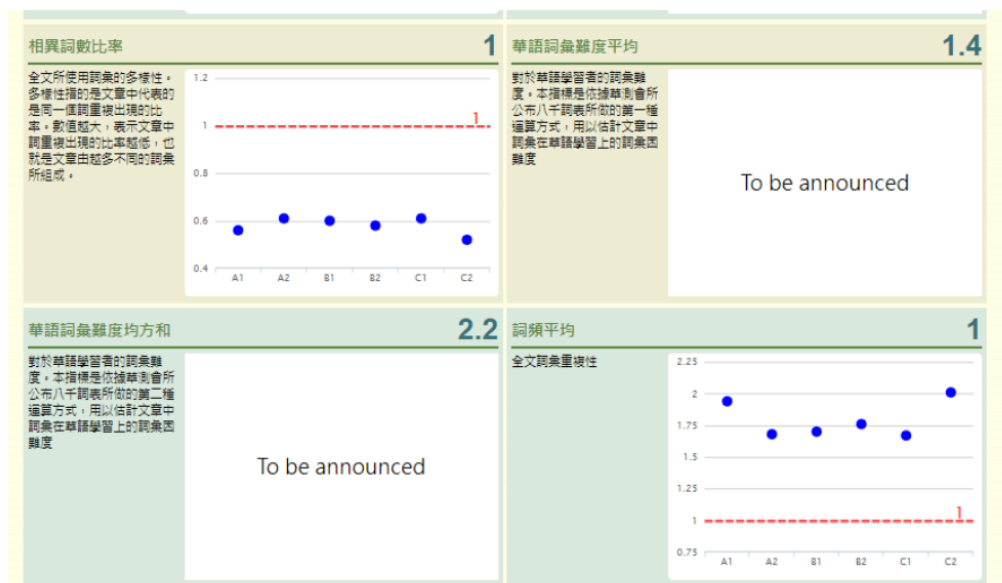 相異詞數比率 1
全文所使用詞彙的多樣性。
多樣性指的是文章中代表的
是同一個詞重複出現的比
率。數值越大，表示文章中
詞重複出現的比率越低，也
就是文章由越多不同的詞彙
所組成。
1.2
1
0.8
0.6
0.4
1
A1 A2 B1 B2 C1 C2
華語詞彙難度平均 1.4
對於華語學習者的詞彙難
度。本指標是依據華測會所
公布八千詞表所做的第一種
運算方式，用以估計文章中
詞彙在華語學習上的詞彙困
難度
To be announced
華語詞彙難度均方和 2.2
對於華語學習者的詞彙難
度。本指標是依據華測會所
公布八千詞表所做的第二種
運算方式，用以估計文章中
詞彙在華語學習上的詞彙困
難度
To be announced
詞頻平均 1
全文詞彙重複性
2.25
2
1.75
1.5
1.25
1
0.75
1
A1 A2 B1 B2 C1 C2